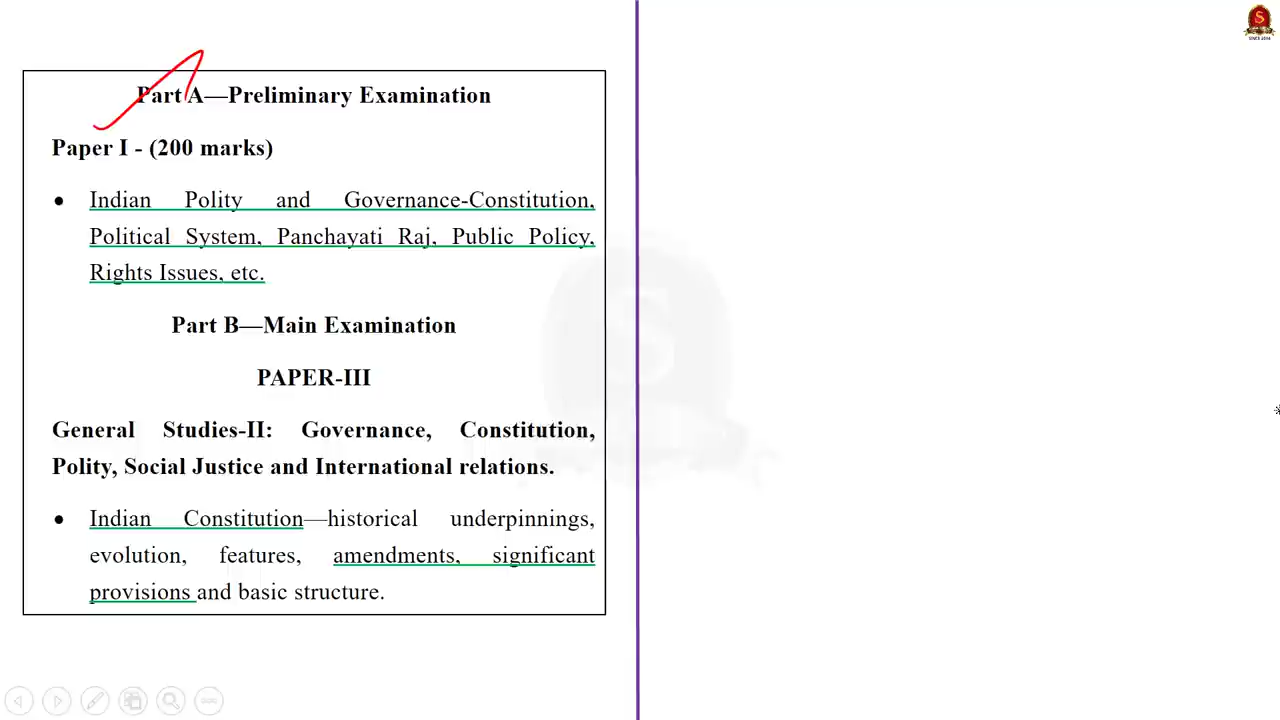 Part A—Preliminary Examination
Paper I - (200 marks)
● Indian Polity and Governance-Constitution,
Political System, Panchayati Raj, Public Policy,
Rights Issues, etc.
Part B—Main Examination
PAPER-III
General Studies-II: Governance, Constitution,
Polity, Social Justice and International relations.
● Indian Constitution—historical underpinnings,
evolution, features, amendments, significant
provisions and basic structure.